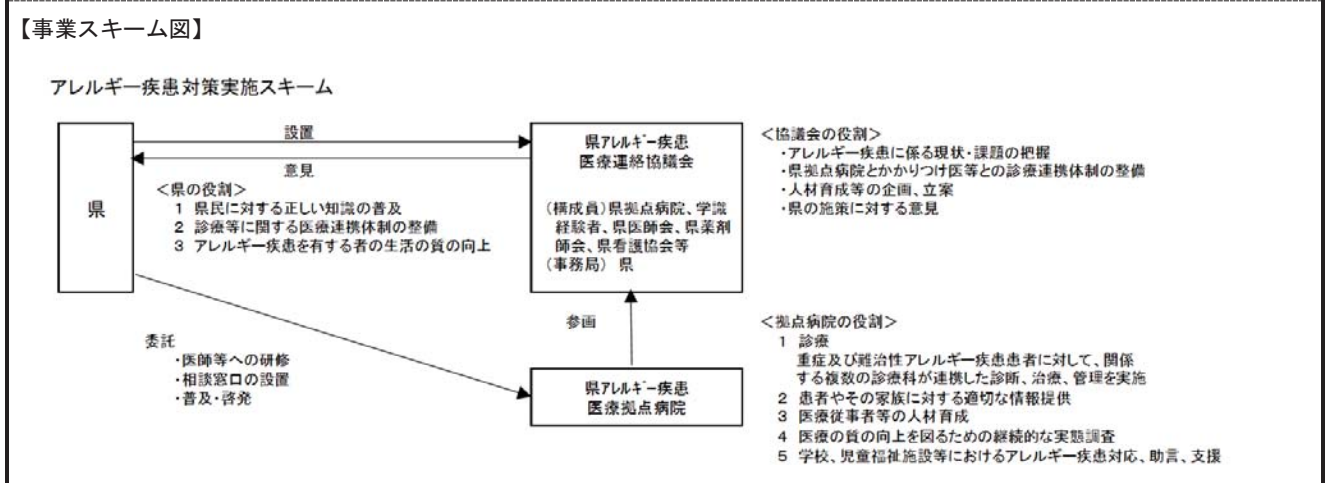 【事業スキーム図】
アレルギー疾患対策実施スキーム
県
設置
意見
<県の役割>
1 県民に対する正しい知識の普及
2 診療等に関する医療連携体制の整備
3 アレルギー疾患を有する者の生活の質の向上
県アレルギー疾患
医療連絡協議会
(構成員)県拠点病院、学識
経験者、県医師会、県薬剤
師会、県看護協会等
(事務局) 県
<協議会の役割>
・アレルギー疾患に係る現状・課題の把握
・県拠点病院とかかりつけ医等との診療連携体制の整備
・人材育成等の企画、立案
・県の施策に対する意見
委託
・医師等への研修
・相談窓口の設置
・普及・啓発
参画
県アレルギー疾患
医療拠点病院
<拠点病院の役割>
1 診療
重症及び難治性アレルギー疾患患者に対して、関係
する複数の診療科が連携した診断、治療、管理を実施
2 患者やその家族に対する適切な情報提供
3 医療従事者等の人材育成
4 医療の質の向上を図るための継続的な実態調査
5 学校、児童福祉施設等におけるアレルギー疾患対応、助言、支援